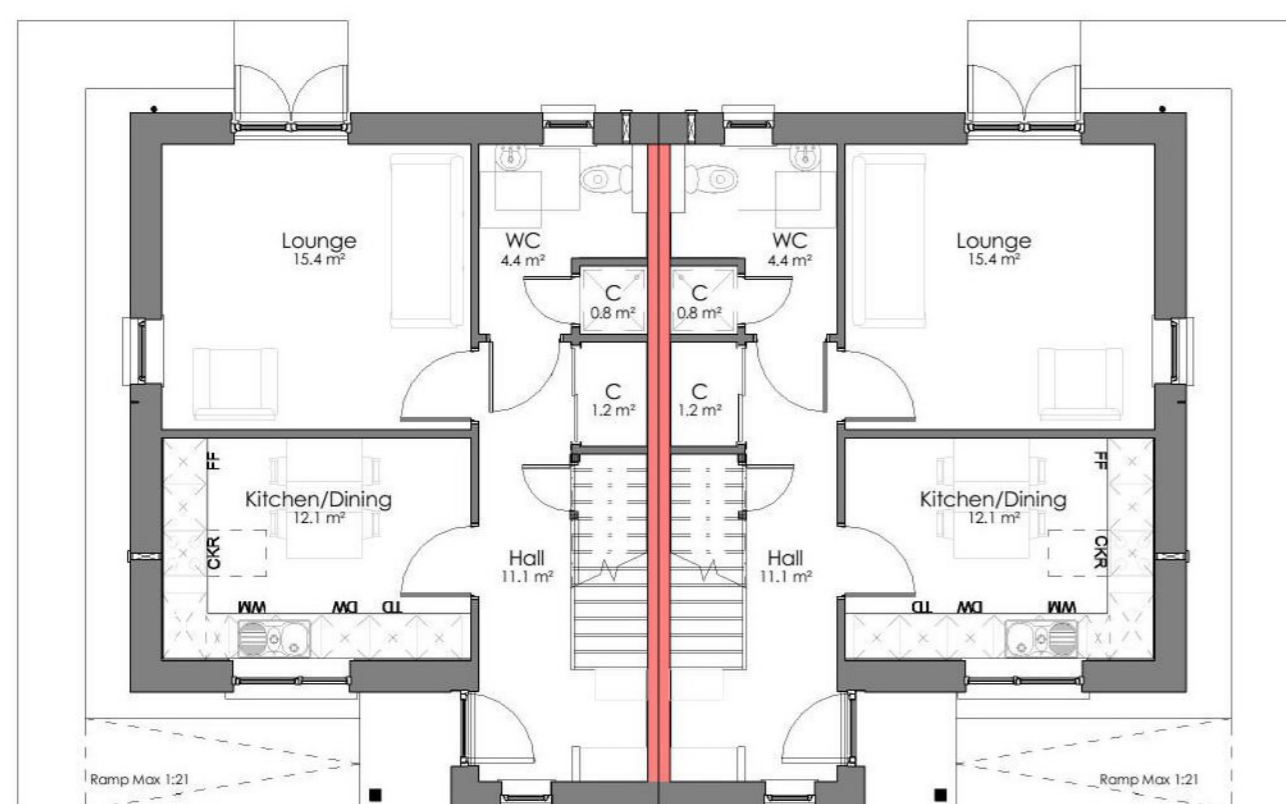 Lounge
15.4 m²
WC
4.4 m²
C
0.8 m²
C
1.2 m²
Kitchen/Dining
12.1 m²
FF
CKR
WM
DW
TD
Hall
11.1 m²
Ramp Max 1:21
WC
4.4 m²
C
0.8 m²
C
1.2 m²
Lounge
15.4 m²
Hall
11.1 m²
Kitchen/Dining
12.1 m²
FF
CKR
TD
DW
WM
Ramp Max 1:21